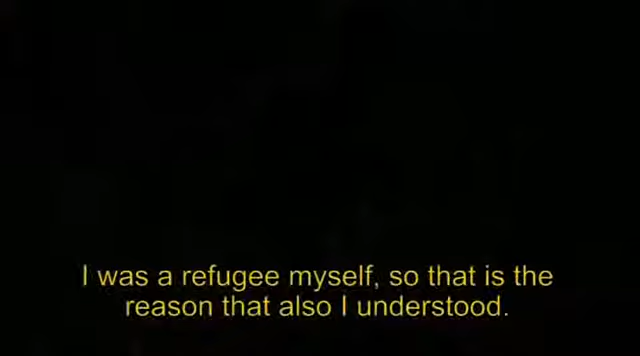 I was a refugee myself, so that is the
reason that also I understood.